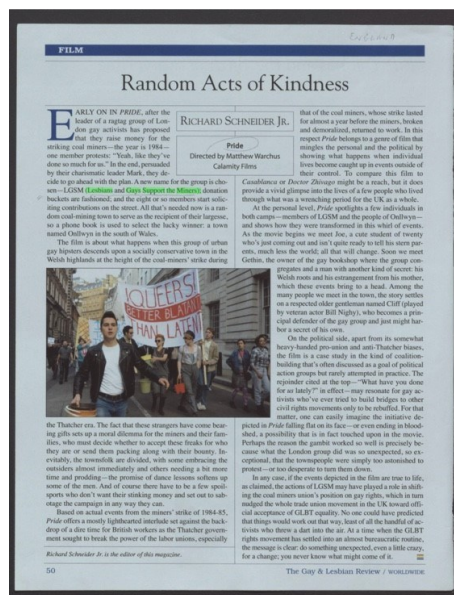 ENGLAND
FILM
Random Acts of Kindness
RICHARD SCHNEIDER JR.
Pride
Directed by Matthew Warchus
Calamity Films
EARLY ON IN PRIDE, after the
leader of a ragtag group of Lon-
don gay activists has proposed
that they raise money for the
striking coal miners—the year is 1984—
one member protests: "Yeah, like they've
done so much for us." In the end, persuaded
by their charismatic leader Mark, they de-
cide to go ahead with the plan. A new name for the group is cho-
sen—LGSM (Lesbians and Gays Support the Miners); donation
buckets are fashioned, and the eight or so members start solic-
iting contributions on the street. All that's needed now is a ran-
dom coal-mining town to serve as the recipient of their largesse,
so a phone book is used to select the lucky winner: a town
named Onllwyn in the south of Wales.
The film is about what happens when this group of urban
gay hipsters descends upon a socially conservative town in the
Welsh highlands at the height of the coal-miners' strike during
QUEERS!
BETTER BLATANT
THAN LATENT
the Thatcher era. The fact that these strangers have come bear-
ing gifts sets up a moral dilemma for the miners and their fam-
ilies, who must decide whether to accept these freaks for who
they are or send them packing along with their bounty. In-
evitably, the townsfolk are divided, with some embracing the
outsiders almost immediately and others needing a bit more
time and prodding—the promise of dance lessons softens up
some of the men. And of course there have to be a few spoil-
sports who don't want their stinking money and set out to sab-
otage the campaign in any way they can.
Based on actual events from the miners' strike of 1984-85,
Pride offers a mostly lighthearted interlude set against the back-
drop of a dire time for British workers as the Thatcher govern-
ment sought to break the power of the labor unions, especially
Richard Schneider Jr. is the editor of this magazine.
that of the coal miners, whose strike lasted
for almost a year before the miners, broken
and demoralized, returned to work. In this
respect Pride belongs to a genre of film that
mingles the personal and the political by
showing what happens when individual
lives become caught up in events outside of
their control. To compare this film to
Casablanca or Doctor Zhivago might be a reach, but it does
provide a vivid glimpse into the lives of a few people who lived
through what was a wrenching period for the UK as a whole.
At the personal level, Pride spotlights a few individuals in
both camps—members of LGSM and the people of Onllwyn—
and shows how they were transformed in this whirl of events.
As the movie begins we meet Joe, a cute student of twenty
who's just coming out and isn't quite ready to tell his stern par-
ents, much less the world; all that will change. Soon we meet
Gethin, the owner of the gay bookshop where the group con-
gregates and a man with another kind of secret: his
Welsh roots and his estrangement from his mother,
which these events bring to a head. Among the
many people we meet in the town, the story settles
on a respected older gentleman named Cliff (played
by veteran actor Bill Nighy), who becomes a prin-
cipal defender of the gay group and just might har-
bor a secret of his own.
On the political side, apart from its somewhat
heavy-handed pro-union and anti-Thatcher biases,
the film is a case study in the kind of coalition-
building that's often discussed as a goal of political
action groups but rarely attempted in practice. The
rejoinder cited at the top—"What have you done
for us lately?" in effect—may resonate for gay ac-
tivists who've ever tried to build bridges to other
civil rights movements only to be rebuffed. For that
matter, one can easily imagine the initiative de-
picted in Pride falling flat on its face—or even ending in blood-
shed, a possibility that is in fact touched upon in the movie.
Perhaps the reason the gambit worked so well is precisely be-
cause what the London group did was so unexpected, so ex-
ceptional, that the townspeople were simply too astonished to
protest—or too desperate to turn them down.
In any case, if the events depicted in the film are true to life,
as claimed, the actions of LGSM may have played a role in shift-
ing the coal miners union's position on gay rights, which in turn
nudged the whole trade union movement in the UK toward offi-
cial acceptance of GLBT equality. No one could have predicted
that things would work out that way, least of all the handful of ac-
tivists who threw a dart into the air. At a time when the GLBT
rights movement has settled into an almost bureaucratic routine,
the message is clear: do something unexpected, even a little crazy,
for a change; you never know what might come of it.
50
The Gay & Lesbian Review / WORLDWIDE